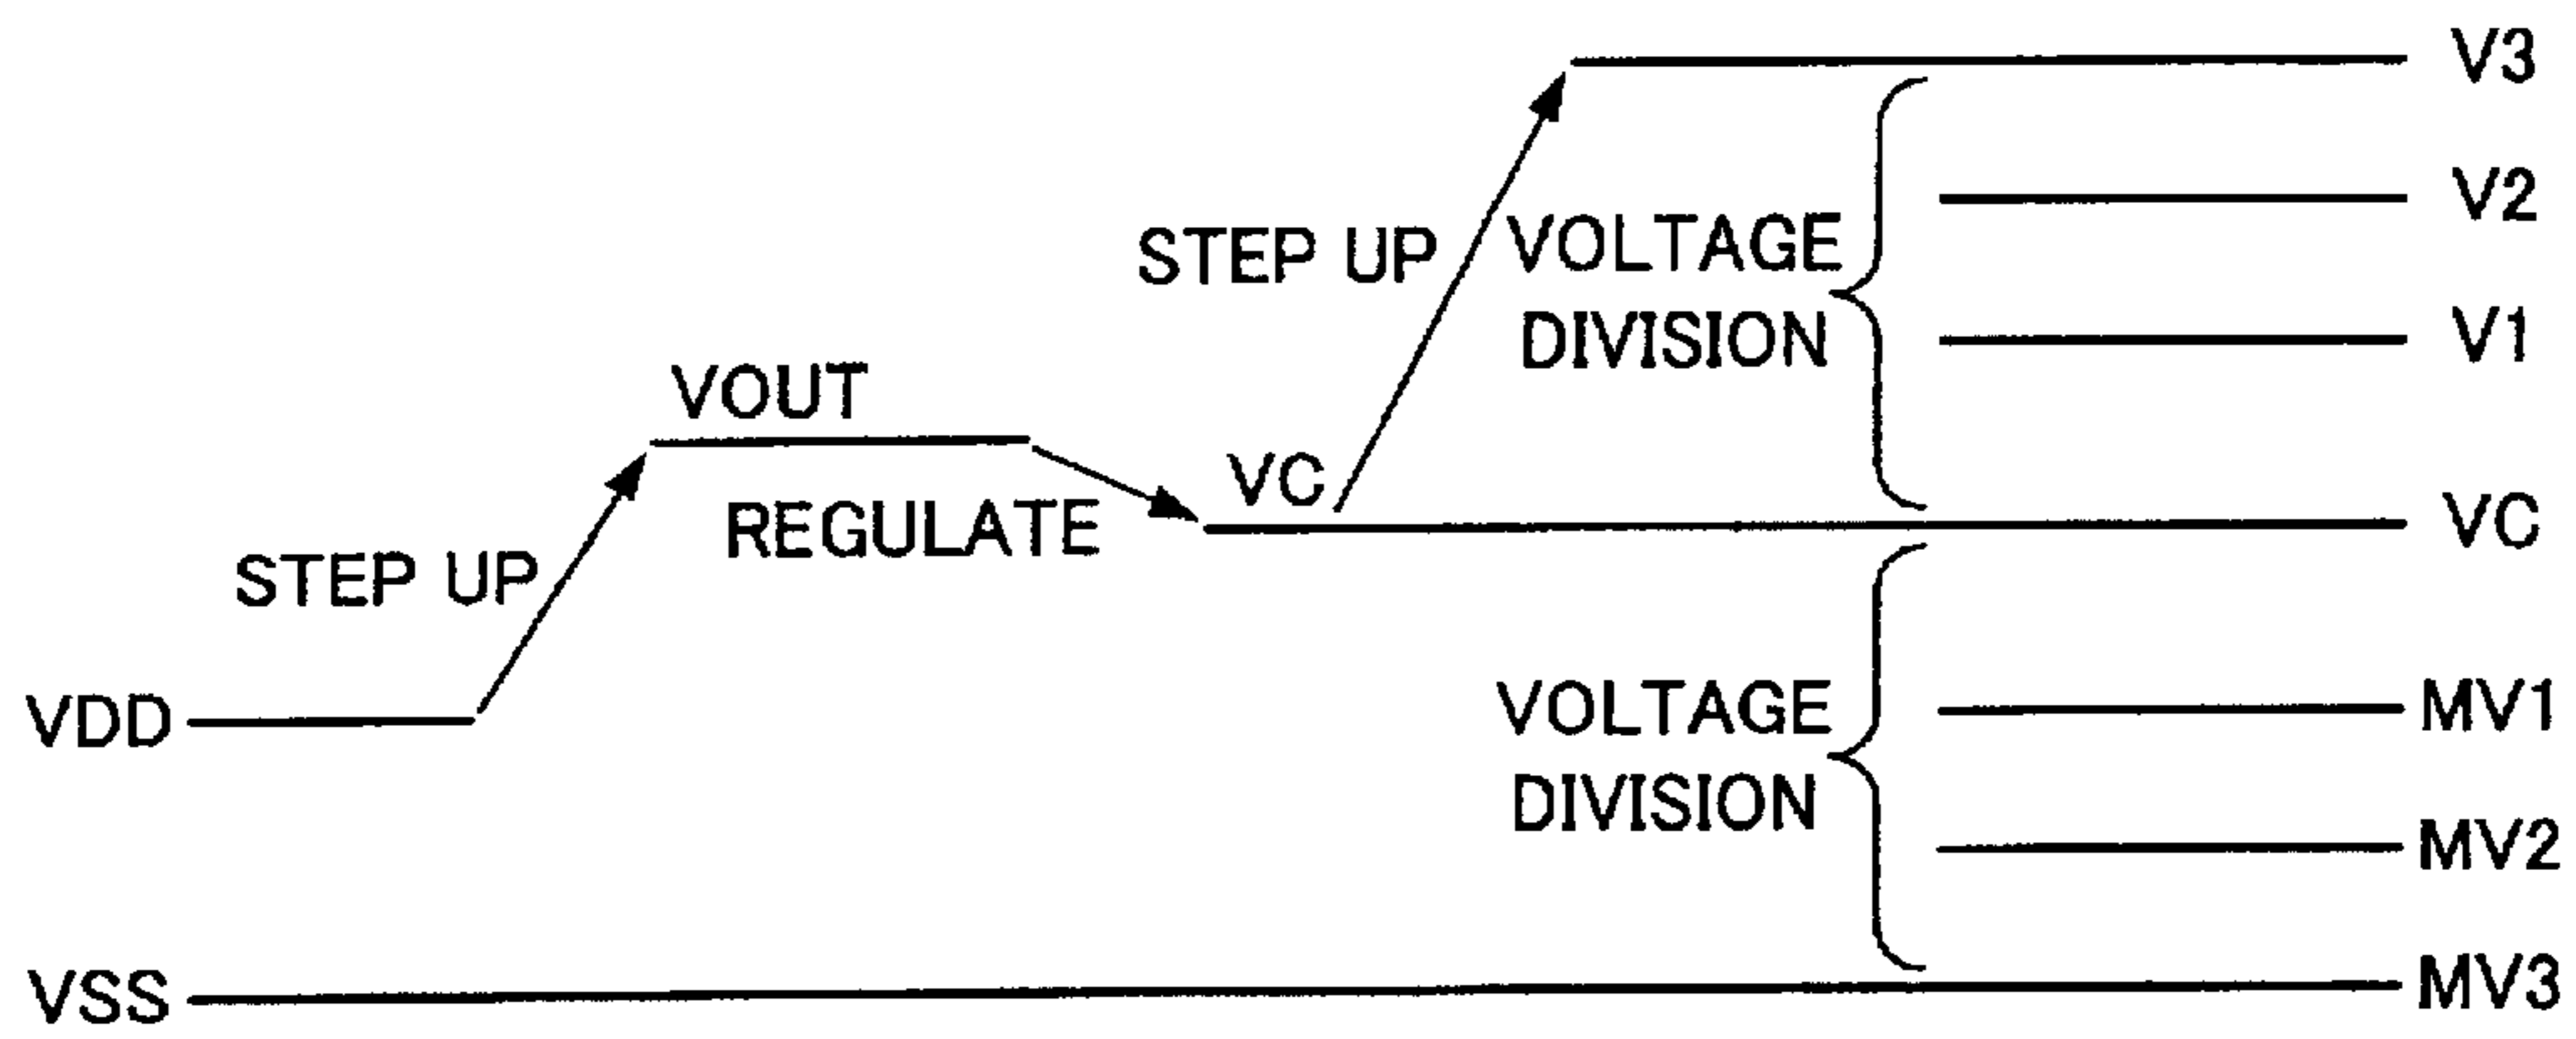 V3
V2
STEP UP
VOLTAGE
DIVISION
V1
VOUT
VC
REGULATE
VC
STEP UP
VDD
VOLTAGE
DIVISION
MV1
MV2
VSS
MV3